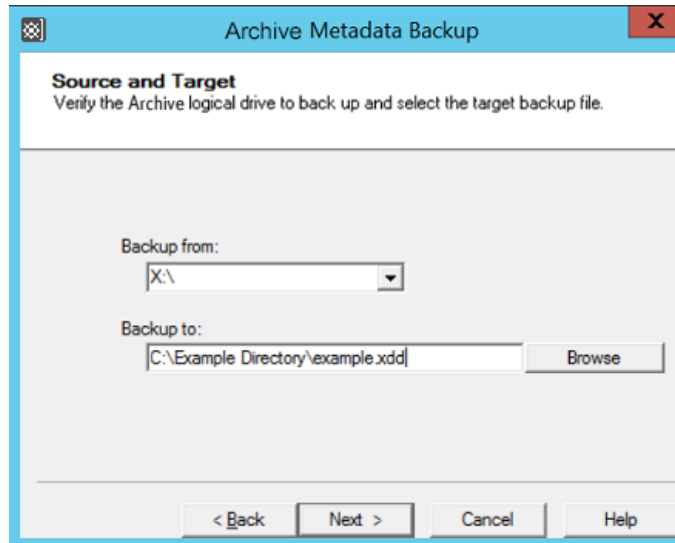 Archive Metadata Backup
X
Source and Target
Verify the Archive logical drive to back up and select the target backup file.
Backup from:
X:\
Backup to:
C:\Example Directory\example.xdd
Browse
< Back Next > Cancel Help